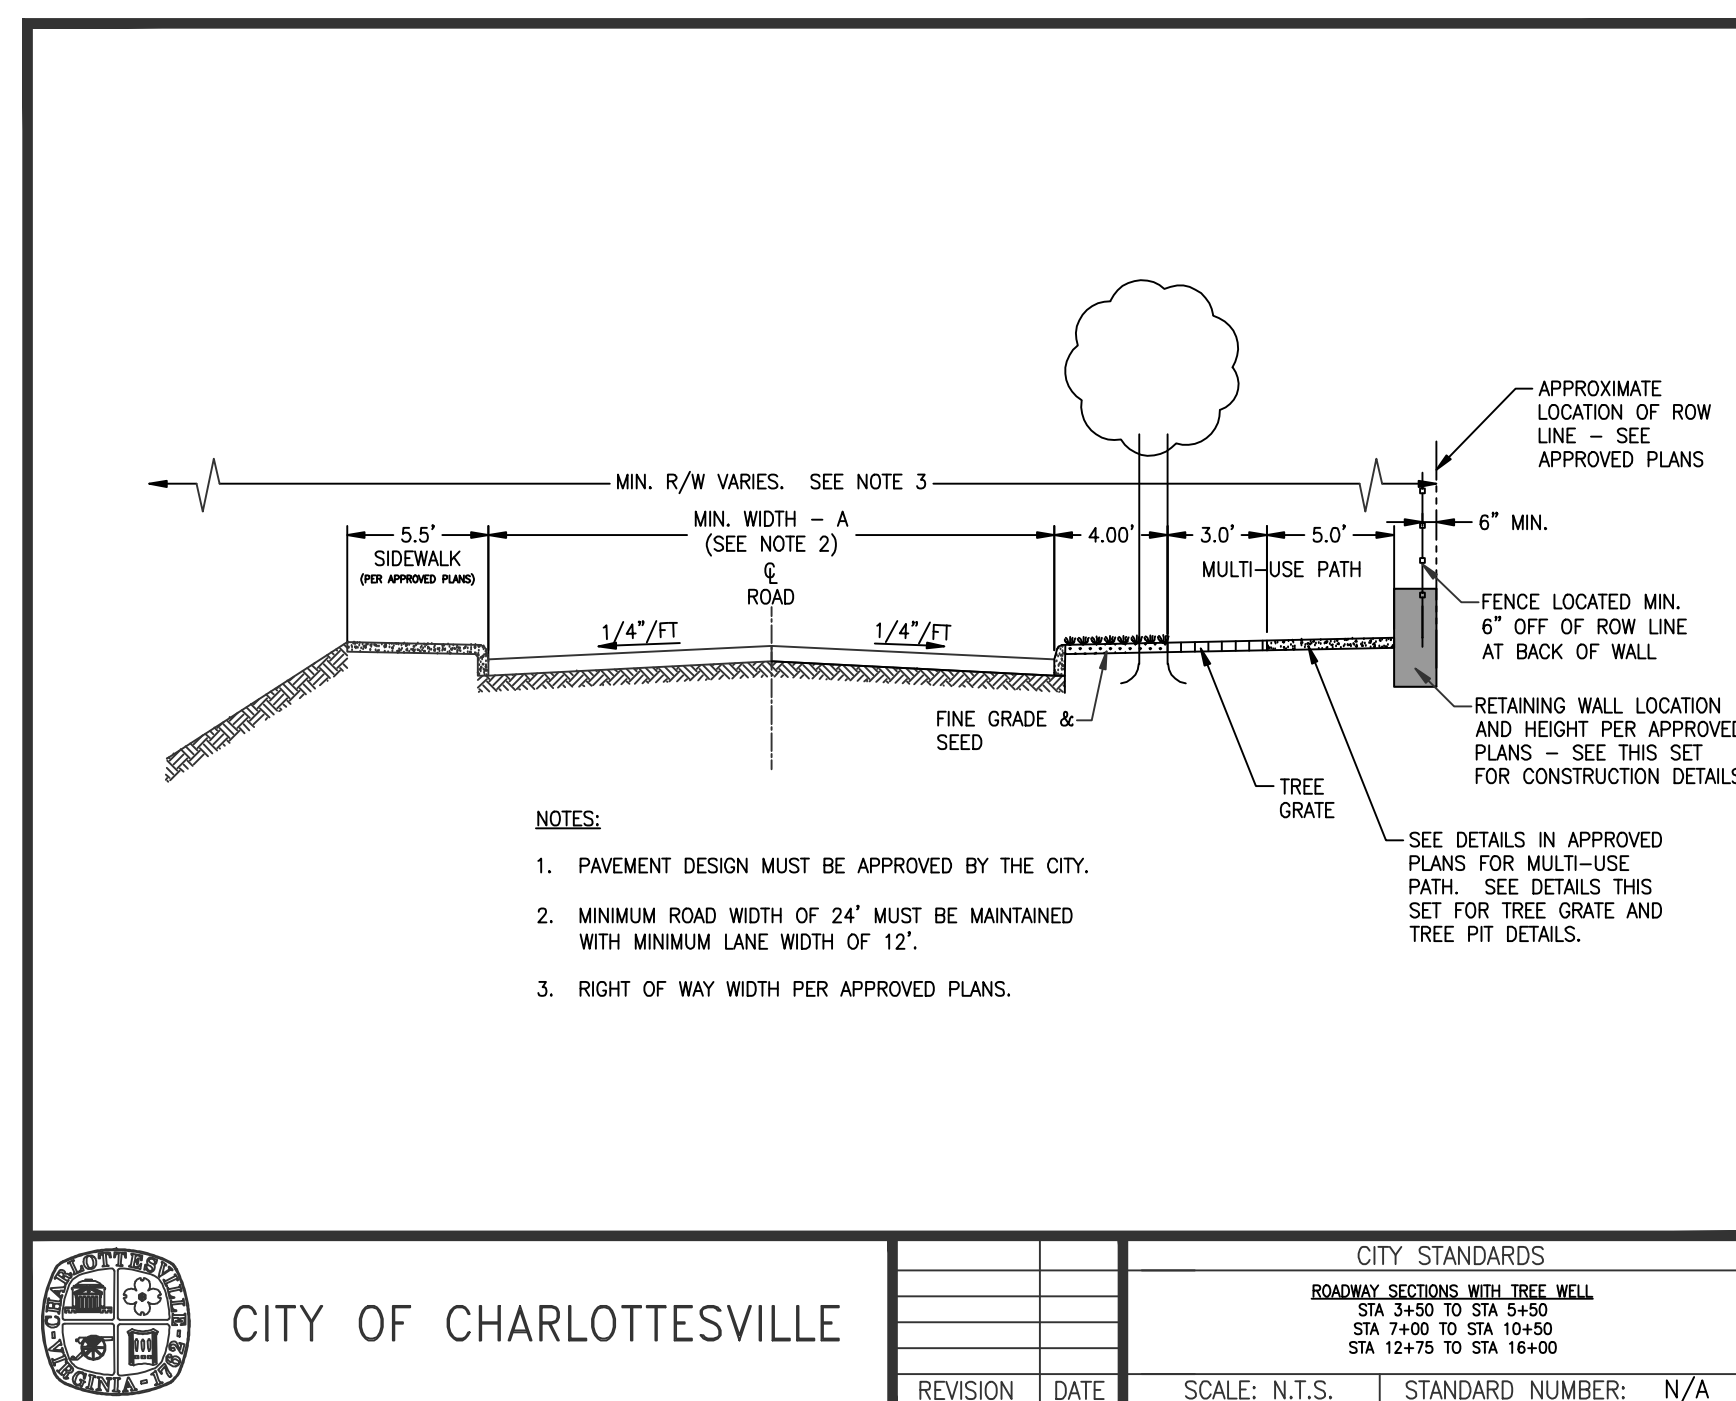 APPROXIMATE
LOCATION OF ROW
LINE – SEE
APPROVED PLANS
MIN. R/W VARIES. SEE NOTE 3
5.5'
SIDEWALK
(PER APPROVED PLANS)
MIN. WIDTH – A
(SEE NOTE 2)
℄
ROAD
4.00'
3.0'
5.0'
MULTI–USE PATH
6" MIN.
1/4"/FT
1/4"/FT
FENCE LOCATED MIN.
6" OFF OF ROW LINE
AT BACK OF WALL
FINE GRADE &
SEED
RETAINING WALL LOCATION
AND HEIGHT PER APPROVED
PLANS – SEE THIS SET
FOR CONSTRUCTION DETAILS
TREE
GRATE
SEE DETAILS IN APPROVED
PLANS FOR MULTI–USE
PATH. SEE DETAILS THIS
SET FOR TREE GRATE AND
TREE PIT DETAILS.
NOTES:
1. PAVEMENT DESIGN MUST BE APPROVED BY THE CITY.
2. MINIMUM ROAD WIDTH OF 24' MUST BE MAINTAINED
WITH MINIMUM LANE WIDTH OF 12'.
3. RIGHT OF WAY WIDTH PER APPROVED PLANS.
CHARLOTTESVILLE
VIRGINIA - 1762
CITY OF CHARLOTTESVILLE
REVISION
DATE
CITY STANDARDS
ROADWAY SECTIONS WITH TREE WELL
STA 3+50 TO STA 5+50
STA 7+00 TO STA 10+50
STA 12+75 TO STA 16+00
SCALE: N.T.S.
STANDARD NUMBER: N/A